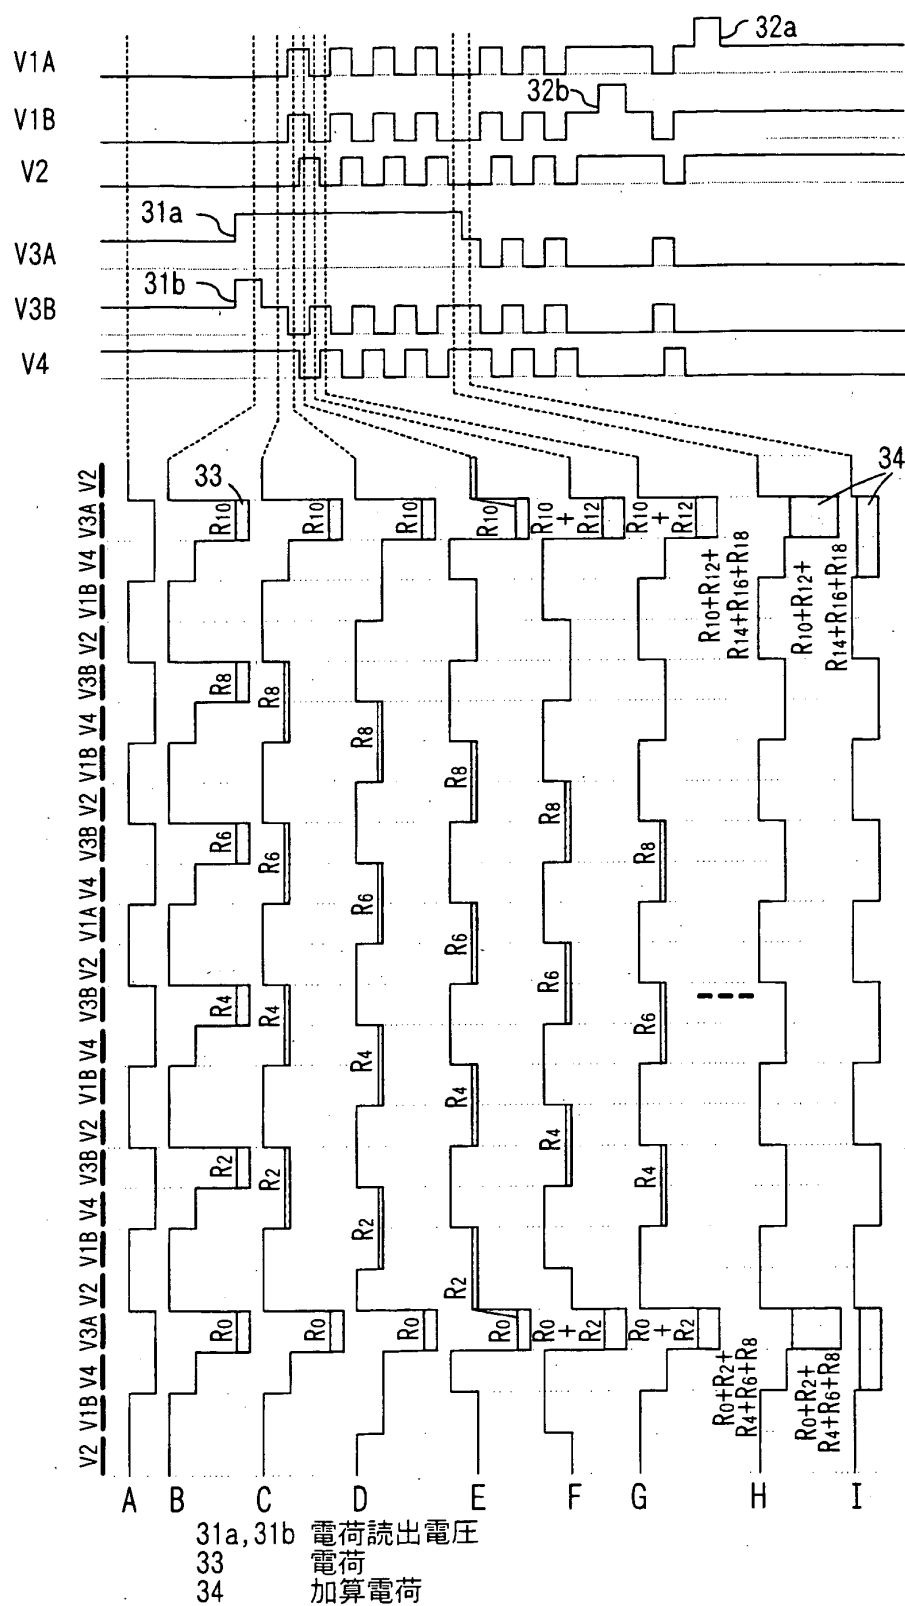 V1A
32a
V1B
32b
V2
31a
V3A
31b
V3B
V4
33
34
V2
V3A
V4
V1B
V2
V3B
V4
V1B
V2
V3B
V4
V1A
V2
V3B
V4
V1B
V2
V3B
V4
V1B
V2
V3A
V4
V1B
V2
R10
R10
R10
R10
R10
+
R12
R10
+
R12
R10+R12+
R14+R16+R18
R10+R12+
R14+R16+R18
R8
R8
R8
R8
R8
R8
R6
R6
R6
R6
R6
R6
R4
R4
R4
R4
R4
R4
R2
R2
R2
R2
R0
R0
R0
R0
R0
+
R2
R0
+
R2
R0+R2+
R4+R6+R8
R0+R2+
R4+R6+R8
A B C D E F G H I
31a,31b 電荷読出電圧
33 電荷
34 加算電荷